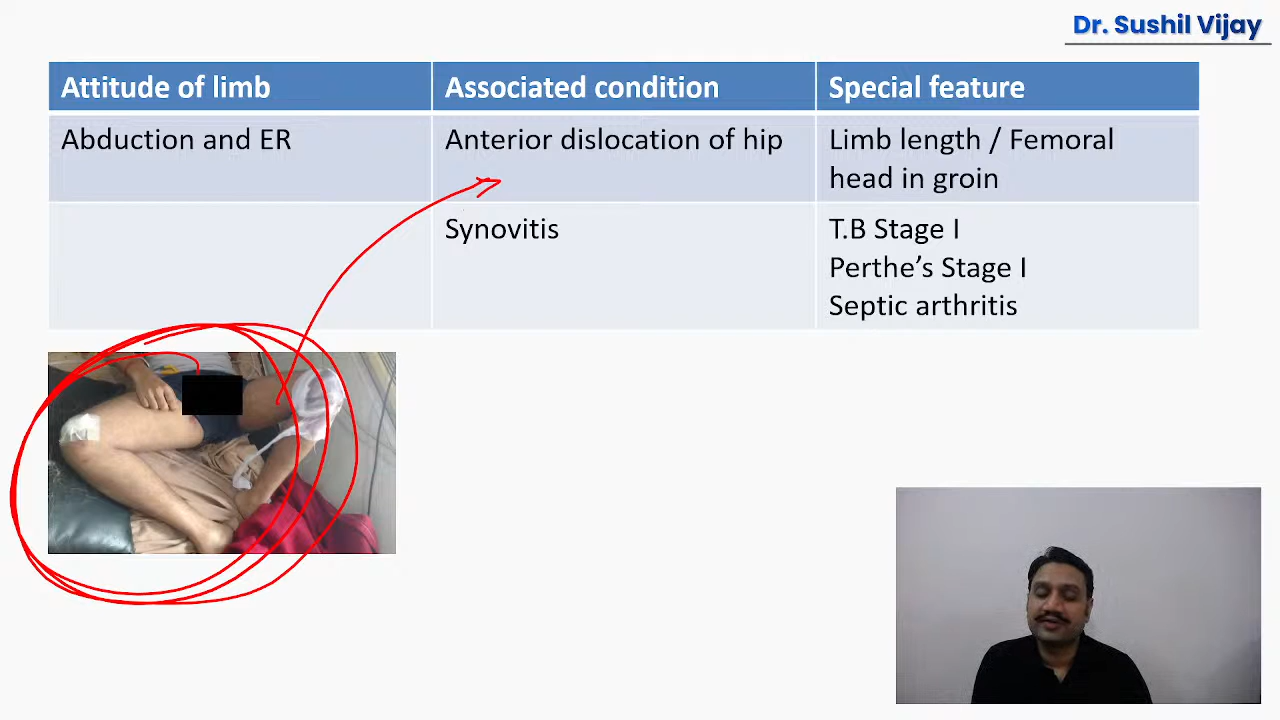 Dr. Sushil Vijay
Attitude of limb
Associated condition
Special feature
Abduction and ER
Anterior dislocation of hip
Limb length / Femoral
head in groin
Synovitis
T.B Stage I
Perthe’s Stage I
Septic arthritis